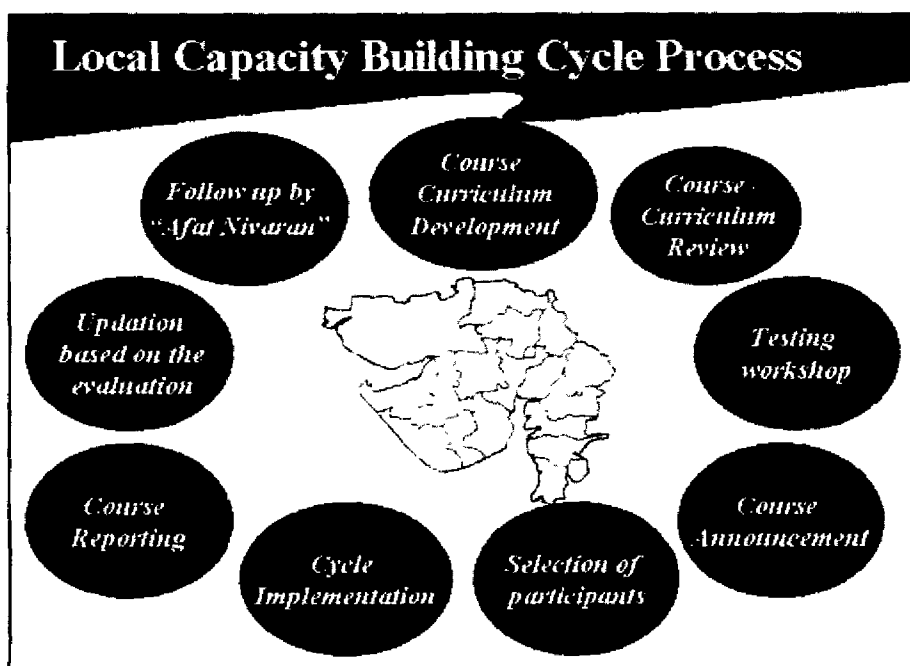 Local Capacity Building Cycle Process
Course
Curriculum
Development
Course -
Curriculum
Review
Testing
workshop
Course
Announcement
Selection of
participants
Cycle
Implementation
Course
Reporting
Updation
based on the
evaluation
Follow up by
“Afat Nivaran”